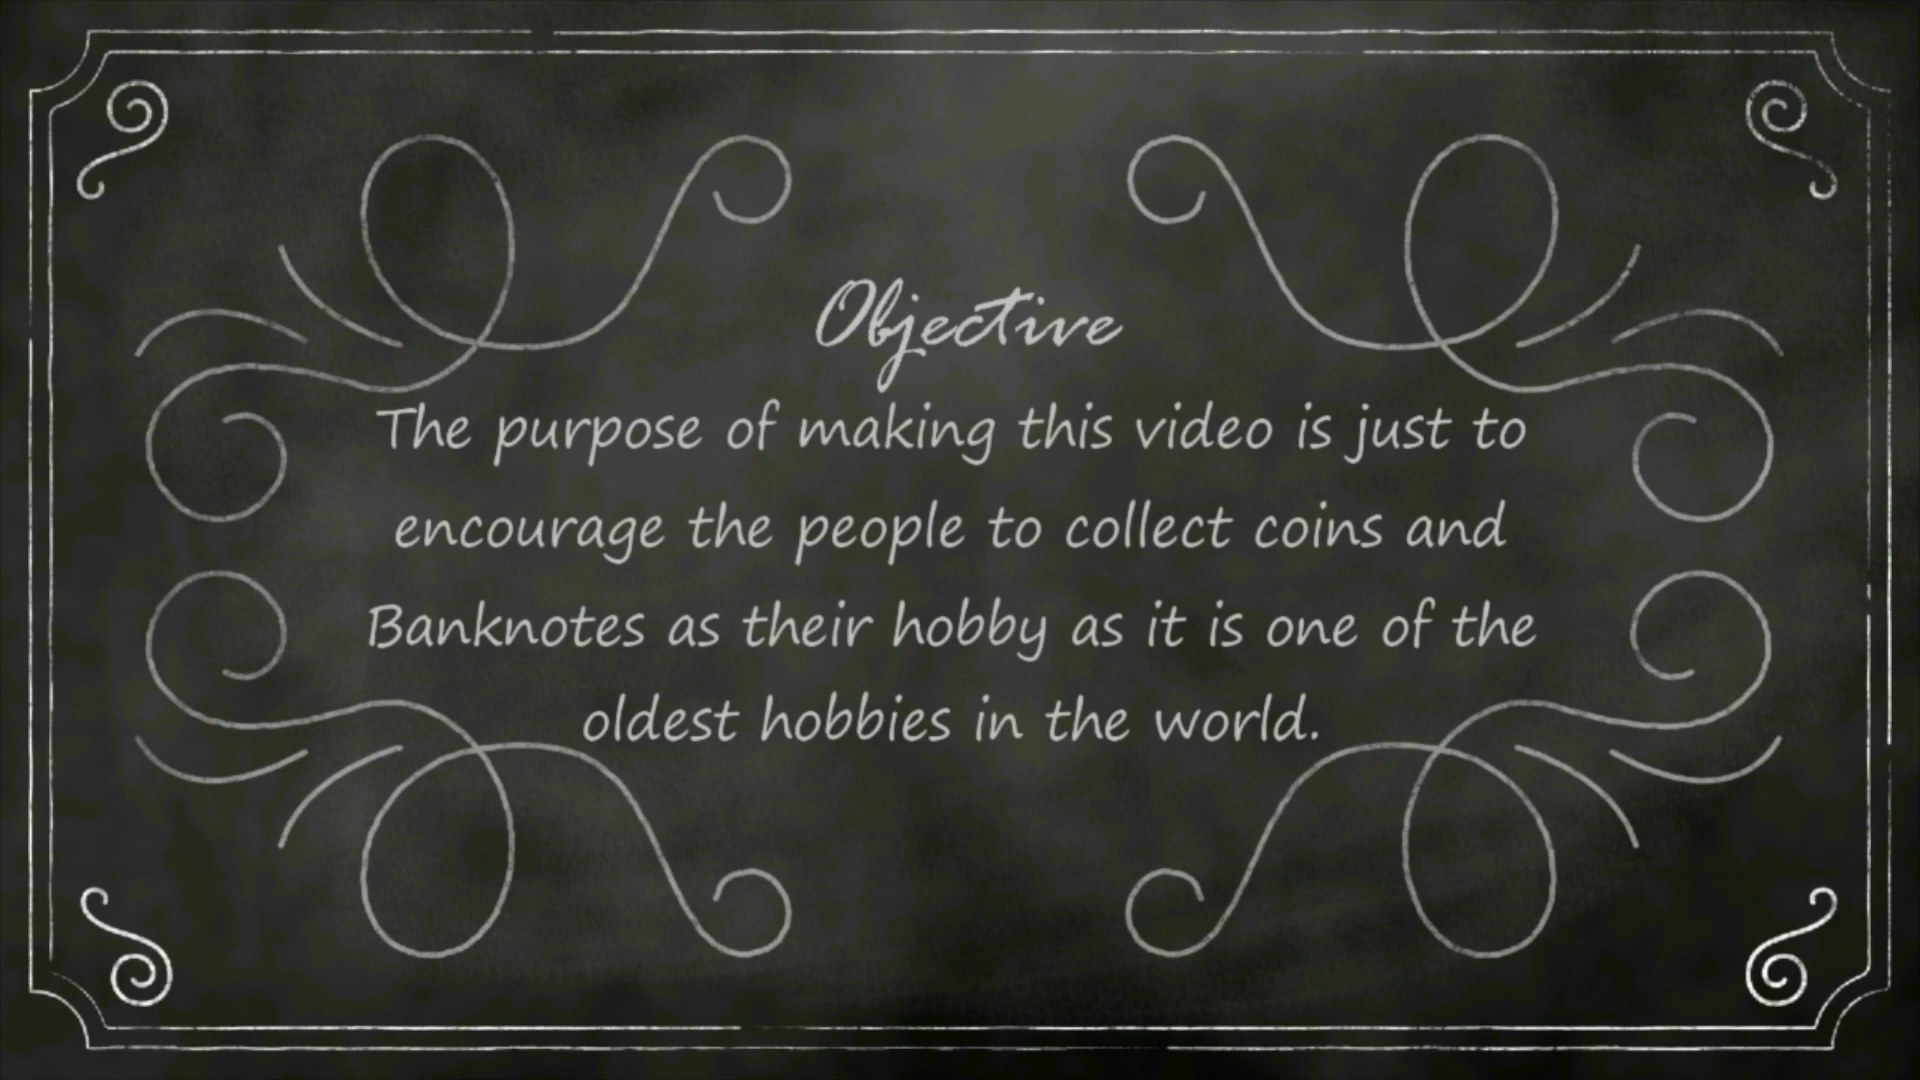 Objective
The purpose of making this video is just to
encourage the people to collect coins and
Banknotes as their hobby as it is one of the
oldest hobbies in the world.